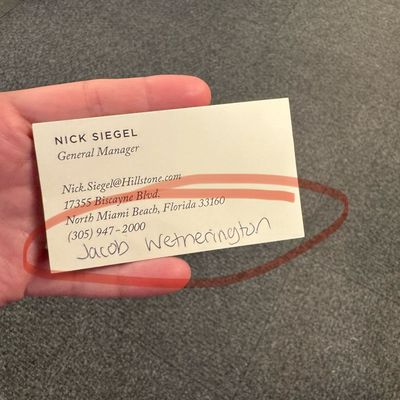 NICK SIEGEL
General Manager
Nick.Siegel@Hillstone.com
17355 Biscayne Blvd.
North Miami Beach, Florida 33160
(305) 947-2000
Jacob Wetherington